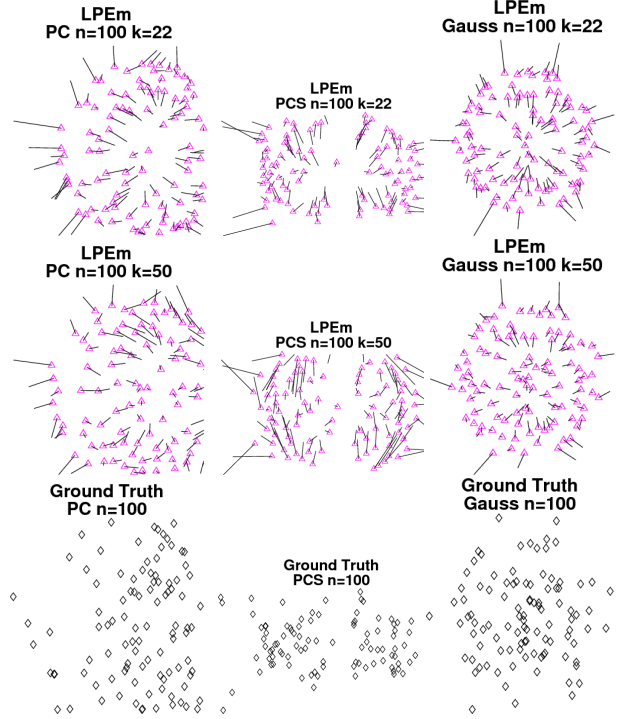 LPEm
PC n=100 k=22
LPEm
PCS n=100 k=22
LPEm
Gauss n=100 k=22
LPEm
PC n=100 k=50
LPEm
PCS n=100 k=50
LPEm
Gauss n=100 k=50
Ground Truth
PC n=100
Ground Truth
PCS n=100
Ground Truth
Gauss n=100